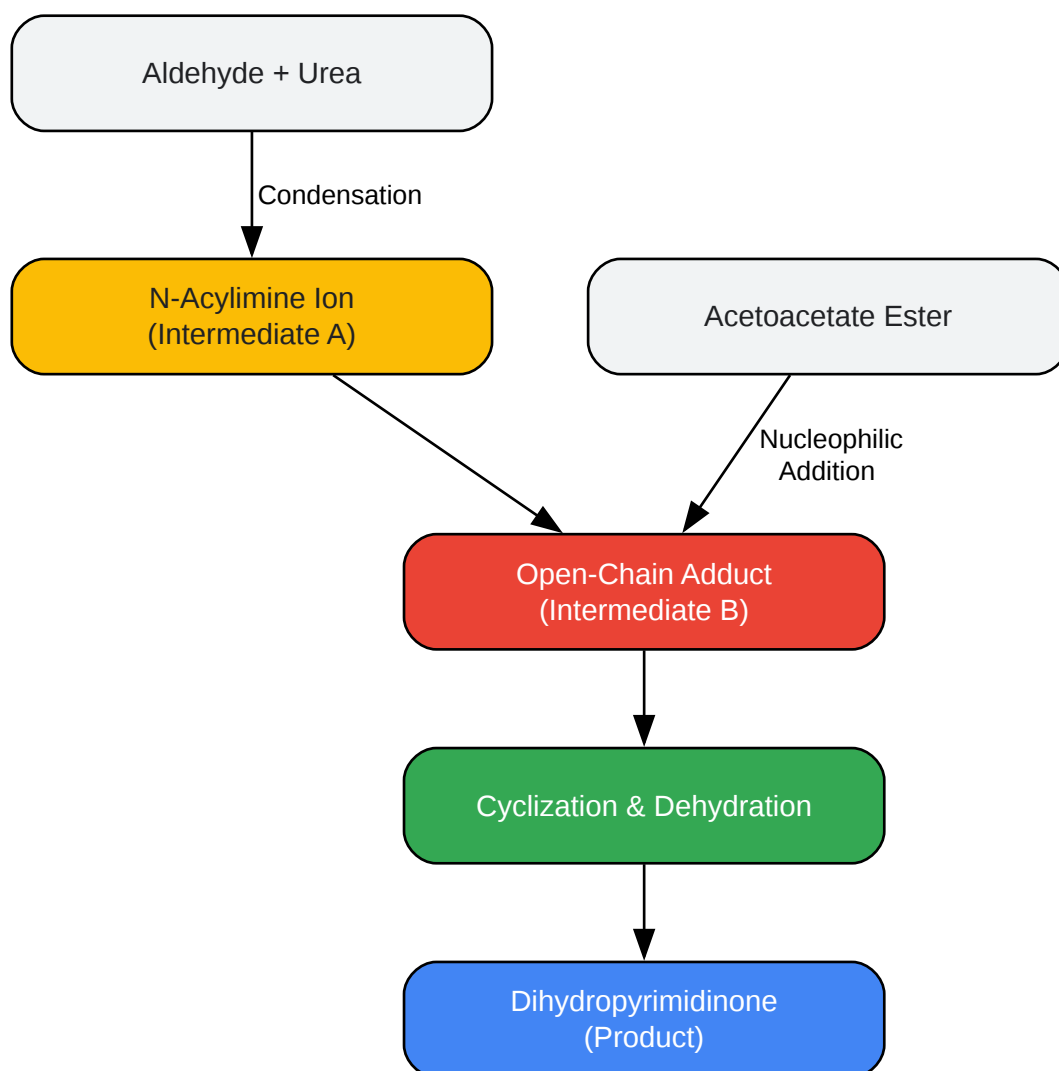 Aldehyde + Urea
Condensation
N-Acylimine Ion
(Intermediate A)
Acetoacetate Ester
Nucleophilic
Addition
Open-Chain Adduct
(Intermediate B)
Cyclization & Dehydration
Dihydropyrimidinone
(Product)